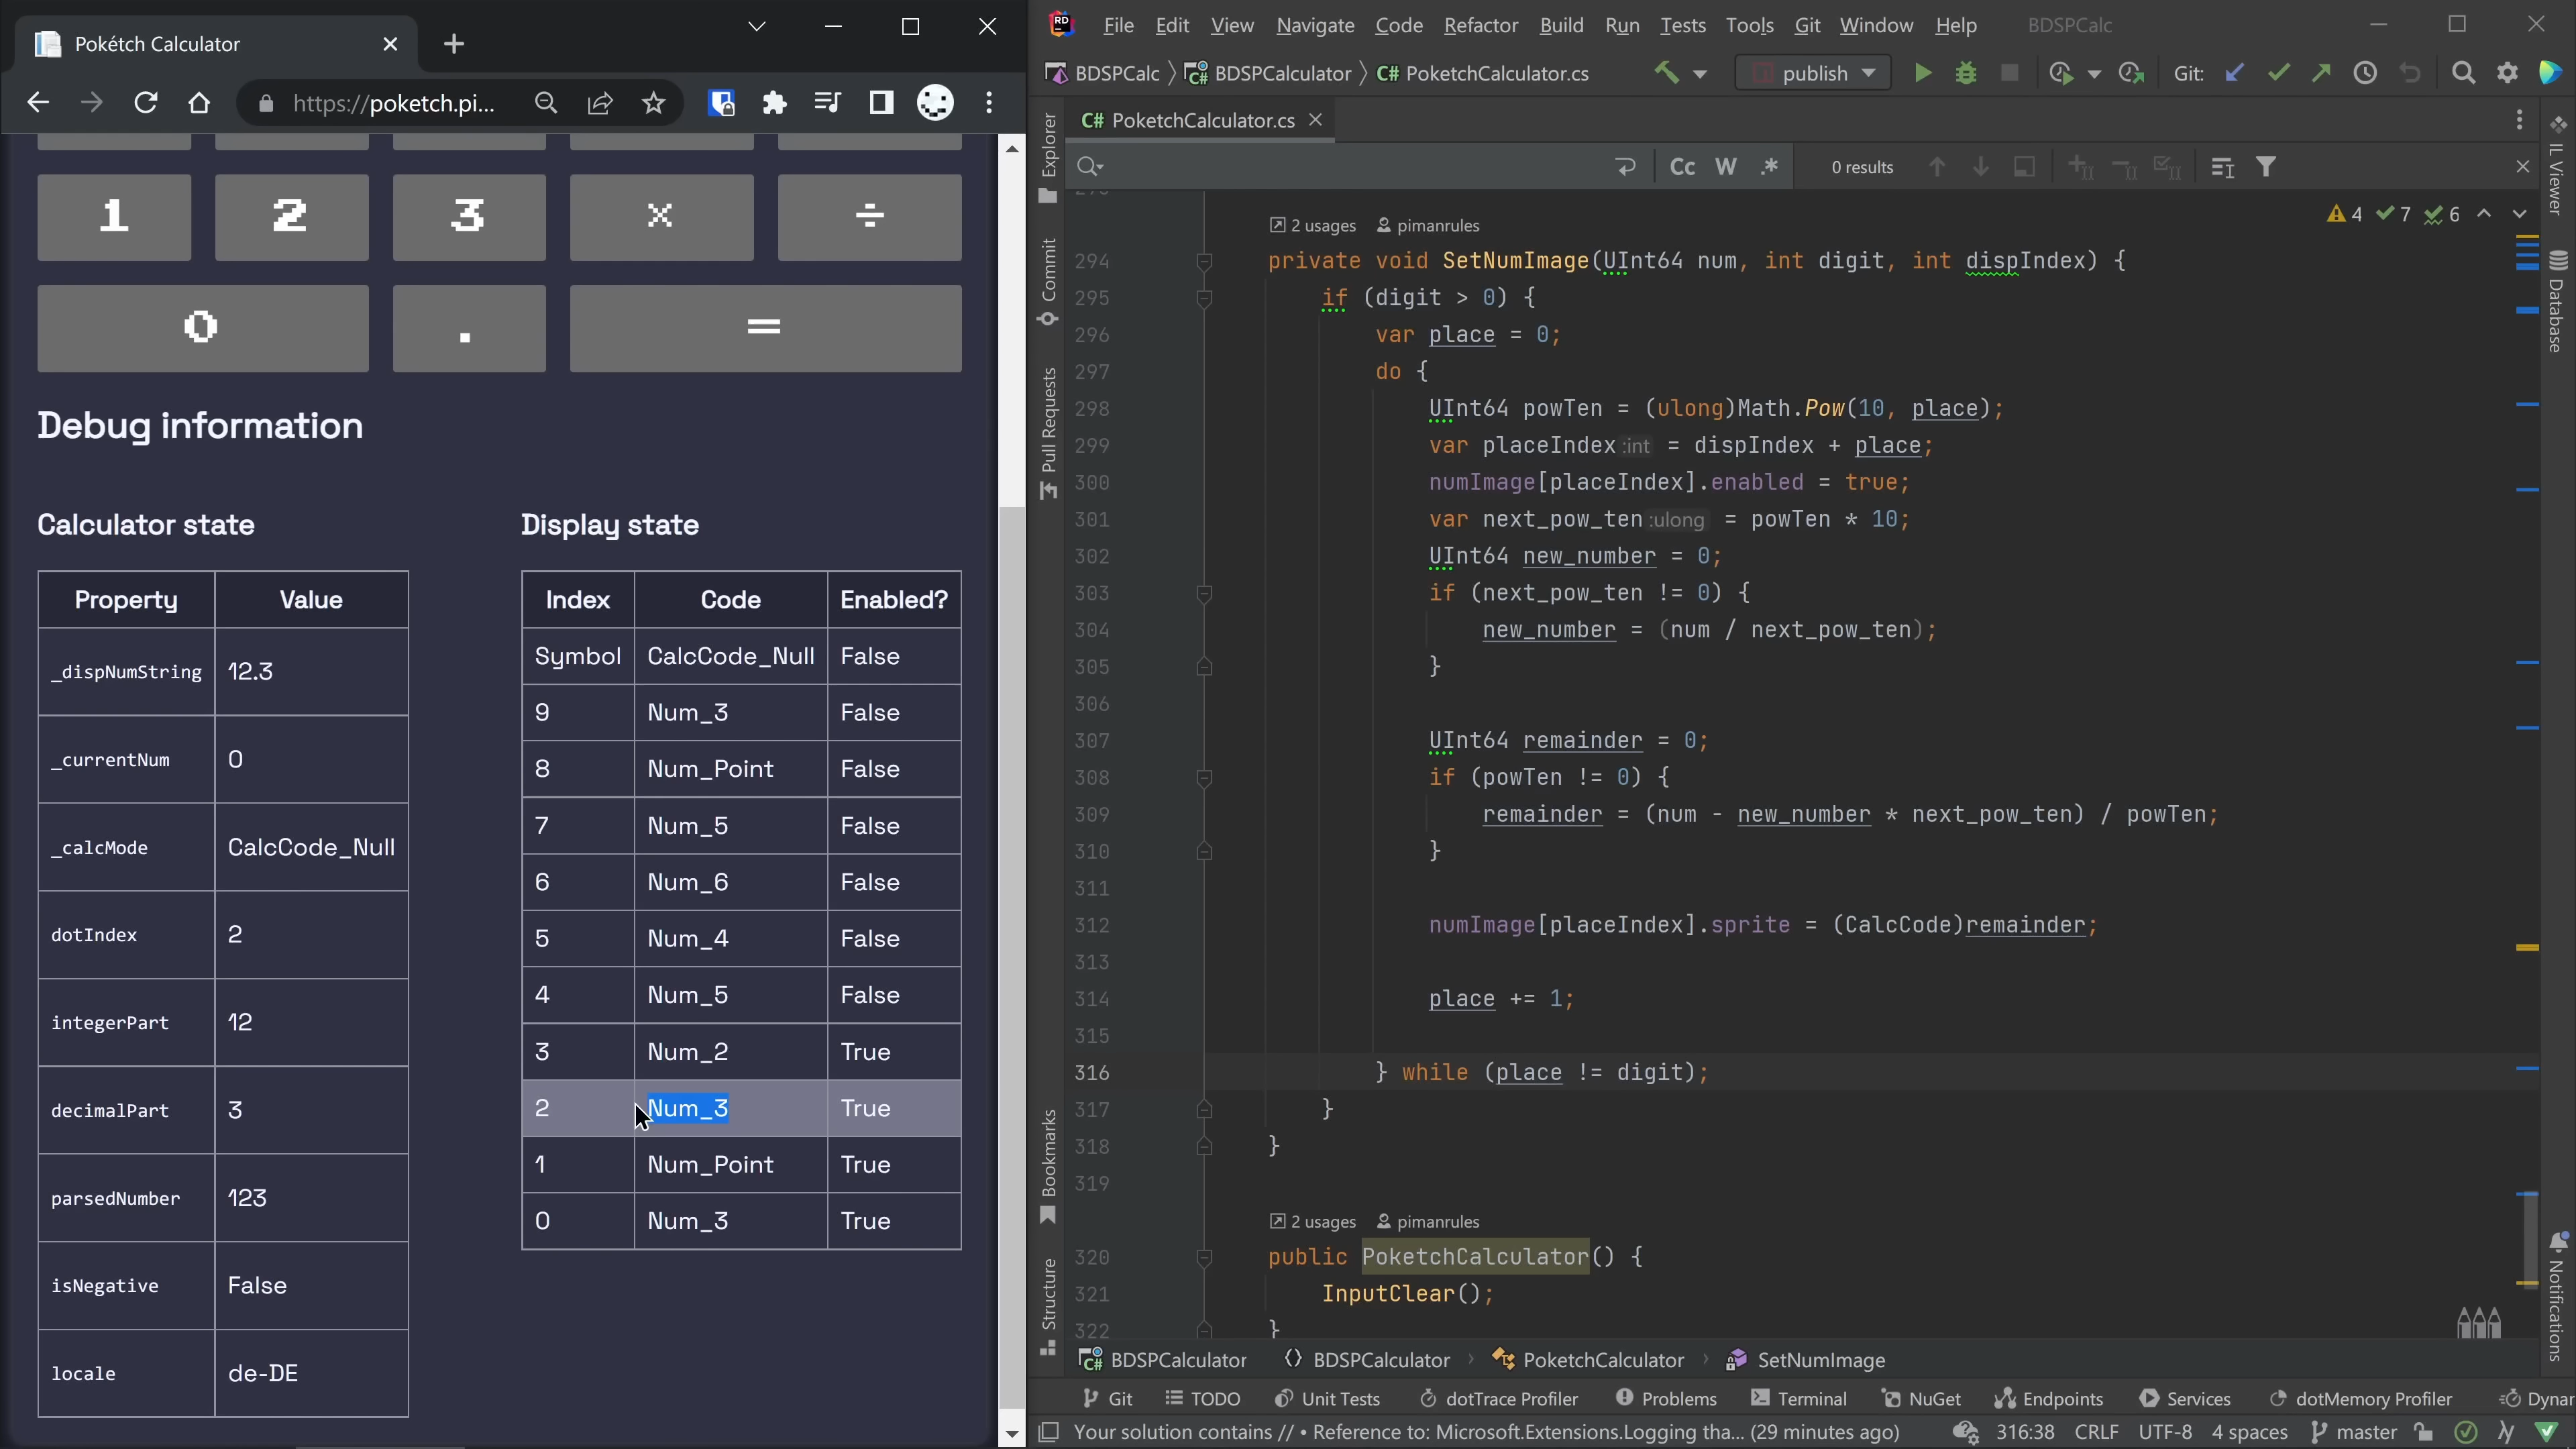 Pokétch Calculator
https://poketch.pi...
1 2 3 × ÷
0 . =
Debug information
Calculator state
Property Value
_dispNumString 12.3
_currentNum 0
_calcMode CalcCode_Null
dotIndex 2
integerPart 12
decimalPart 3
parsedNumber 123
isNegative False
locale de-DE
Display state
Index Code Enabled?
Symbol CalcCode_Null False
9 Num_3 False
8 Num_Point False
7 Num_5 False
6 Num_6 False
5 Num_4 False
4 Num_5 False
3 Num_2 True
2 Num_3 True
1 Num_Point True
0 Num_3 True
RD File Edit View Navigate Code Refactor Build Run Tests Tools Git Window Help BDSPCalc
BDSPCalc BDSPCalculator C# PoketchCalculator.cs publish Git:
C# PoketchCalculator.cs
Cc W .* 0 results
Explorer
Commit
Pull Requests
Bookmarks
Structure
4 7 6
2 usages pimanrules
294 private void SetNumImage(UInt64 num, int digit, int dispIndex) {
295 if (digit > 0) {
296 var place = 0;
297 do {
298 UInt64 powTen = (ulong)Math.Pow(10, place);
299 var placeIndex :int = dispIndex + place;
300 numImage[placeIndex].enabled = true;
301 var next_pow_ten :ulong = powTen * 10;
302 UInt64 new_number = 0;
303 if (next_pow_ten != 0) {
304 new_number = (num / next_pow_ten);
305 }
306
307 UInt64 remainder = 0;
308 if (powTen != 0) {
309 remainder = (num - new_number * next_pow_ten) / powTen;
310 }
311
312 numImage[placeIndex].sprite = (CalcCode)remainder;
313
314 place += 1;
315
316 } while (place != digit);
317 }
318 }
319
2 usages pimanrules
320 public PoketchCalculator() {
321 InputClear();
322 }
IL Viewer
Database
Notifications
BDSPCalculator BDSPCalculator PoketchCalculator SetNumImage
Git TODO Unit Tests dotTrace Profiler Problems Terminal NuGet Endpoints Services dotMemory Profiler Dynar
Your solution contains // • Reference to: Microsoft.Extensions.Logging tha... (29 minutes ago) 316:38 CRLF UTF-8 4 spaces master